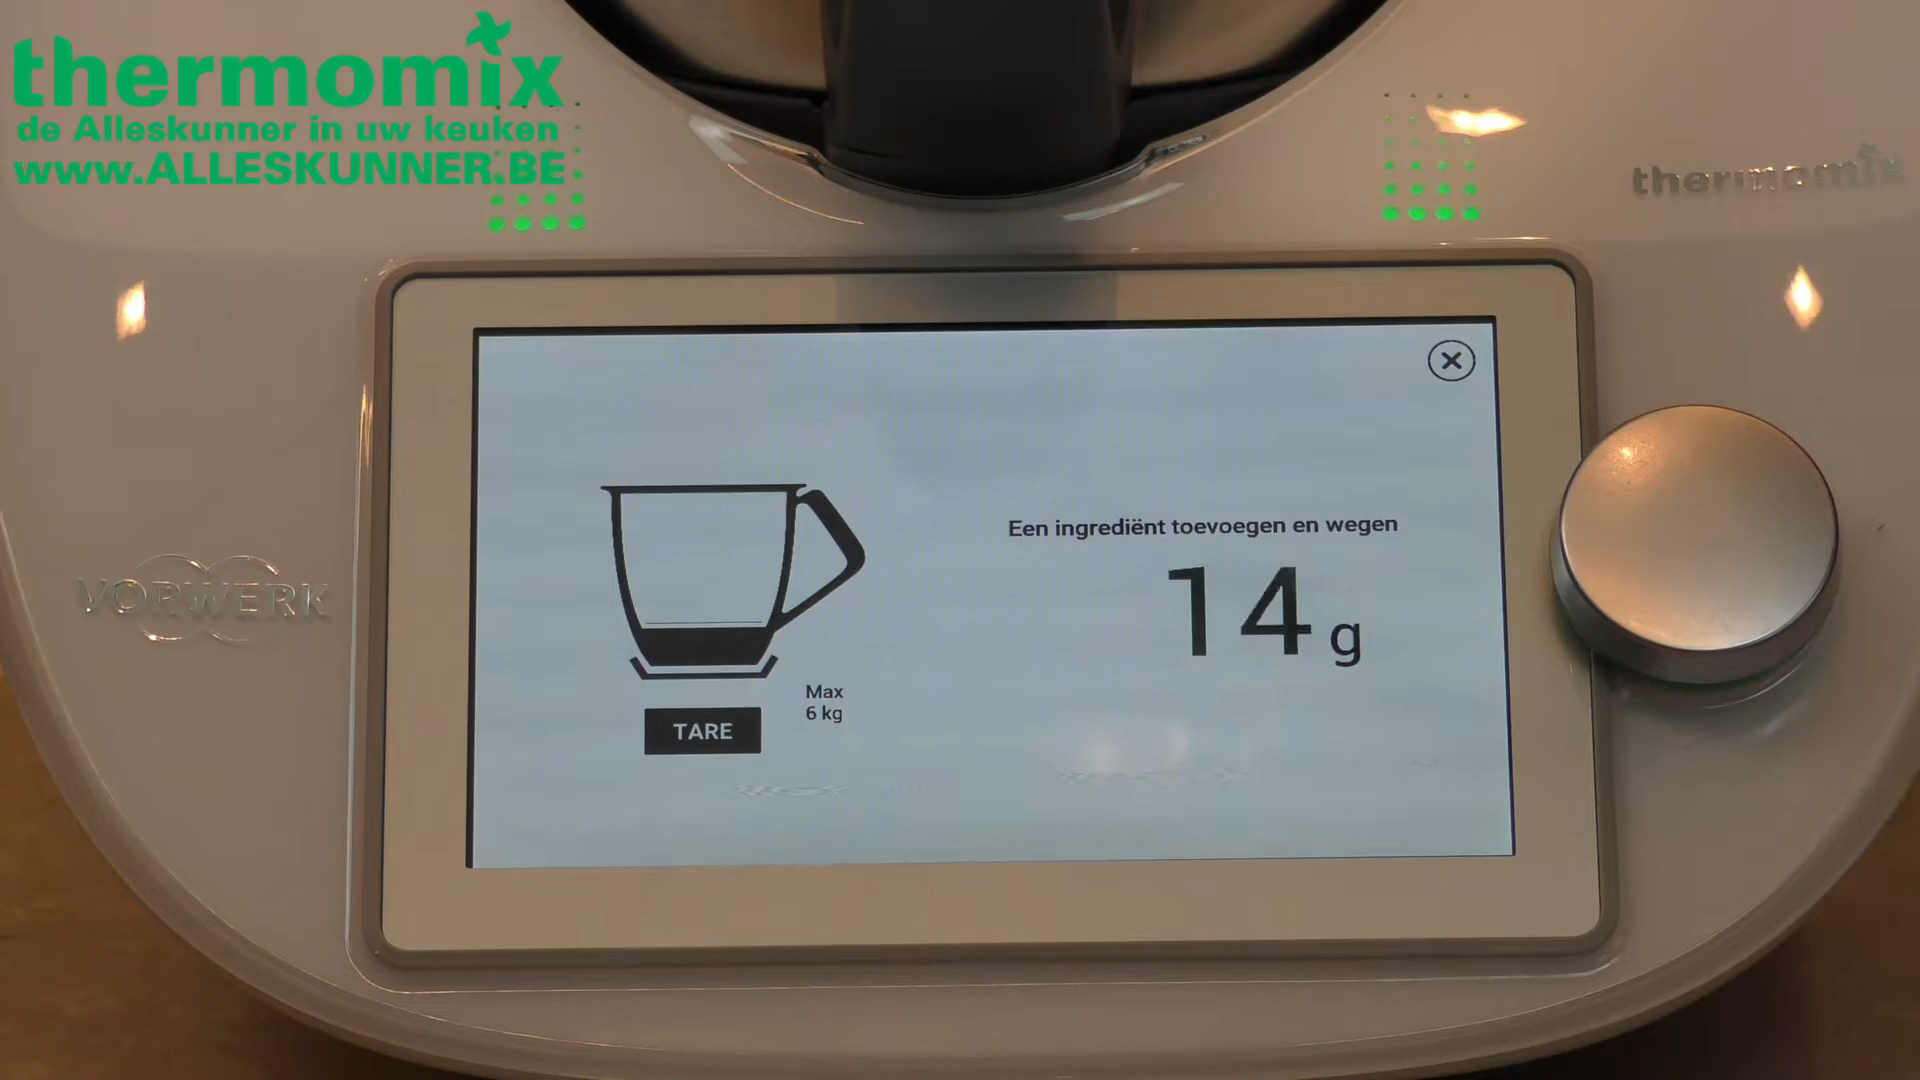 thermomix
de Alleskunner in uw keuken
www.ALLESKUNNER.BE
thermomix
VORWERK
Een ingrediënt toevoegen en wegen
14 g
Max
6 kg
TARE